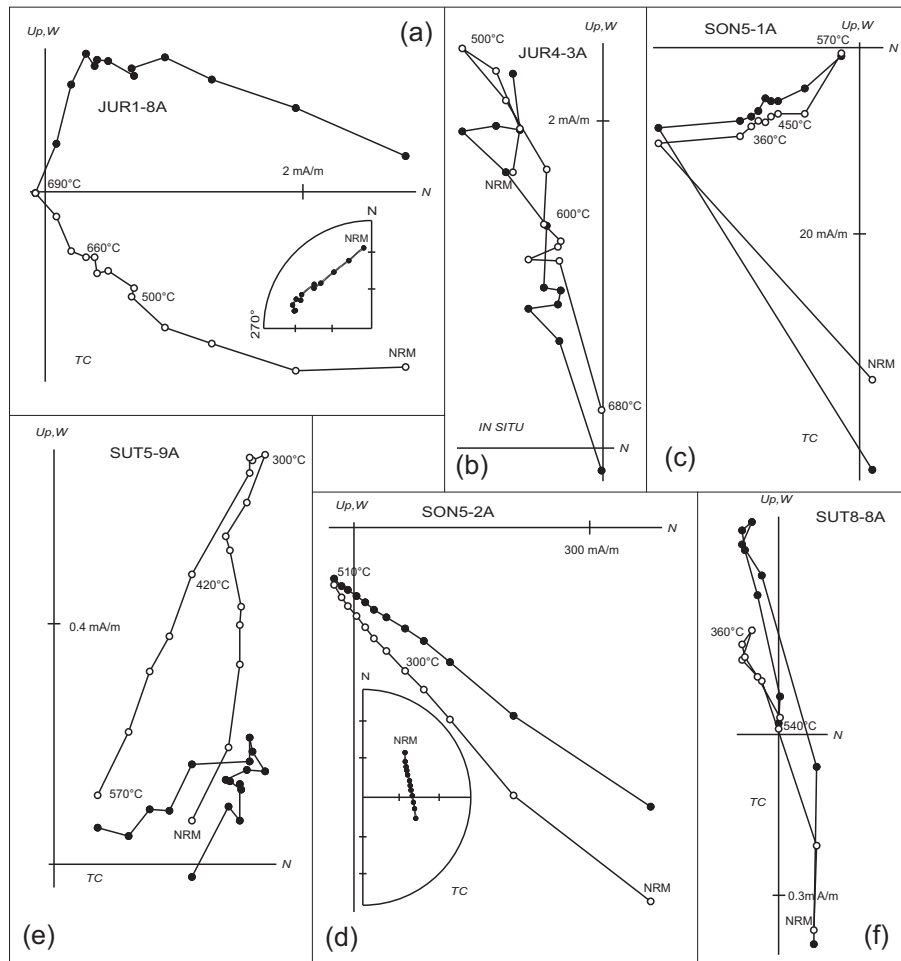 (a)
Up,W
JUR1-8A
2 mA/m
N
690°C
660°C
500°C
N
NRM
270°
NRM
TC
500°C
JUR4-3A
2 mA/m
NRM
600°C
680°C
IN SITU
N
(b)
SON5-1A
570°C
450°C
360°C
20 mA/m
NRM
TC
(c)
Up,W
SUT5-9A
300°C
420°C
0.4 mA/m
570°C
NRM
N
TC
(e)
Up,W
SON5-2A
N
300 mA/m
510°C
300°C
N
NRM
NRM
TC
(d)
SUT8-8A
360°C
540°C
N
TC
0.3mA/m
NRM
(f)